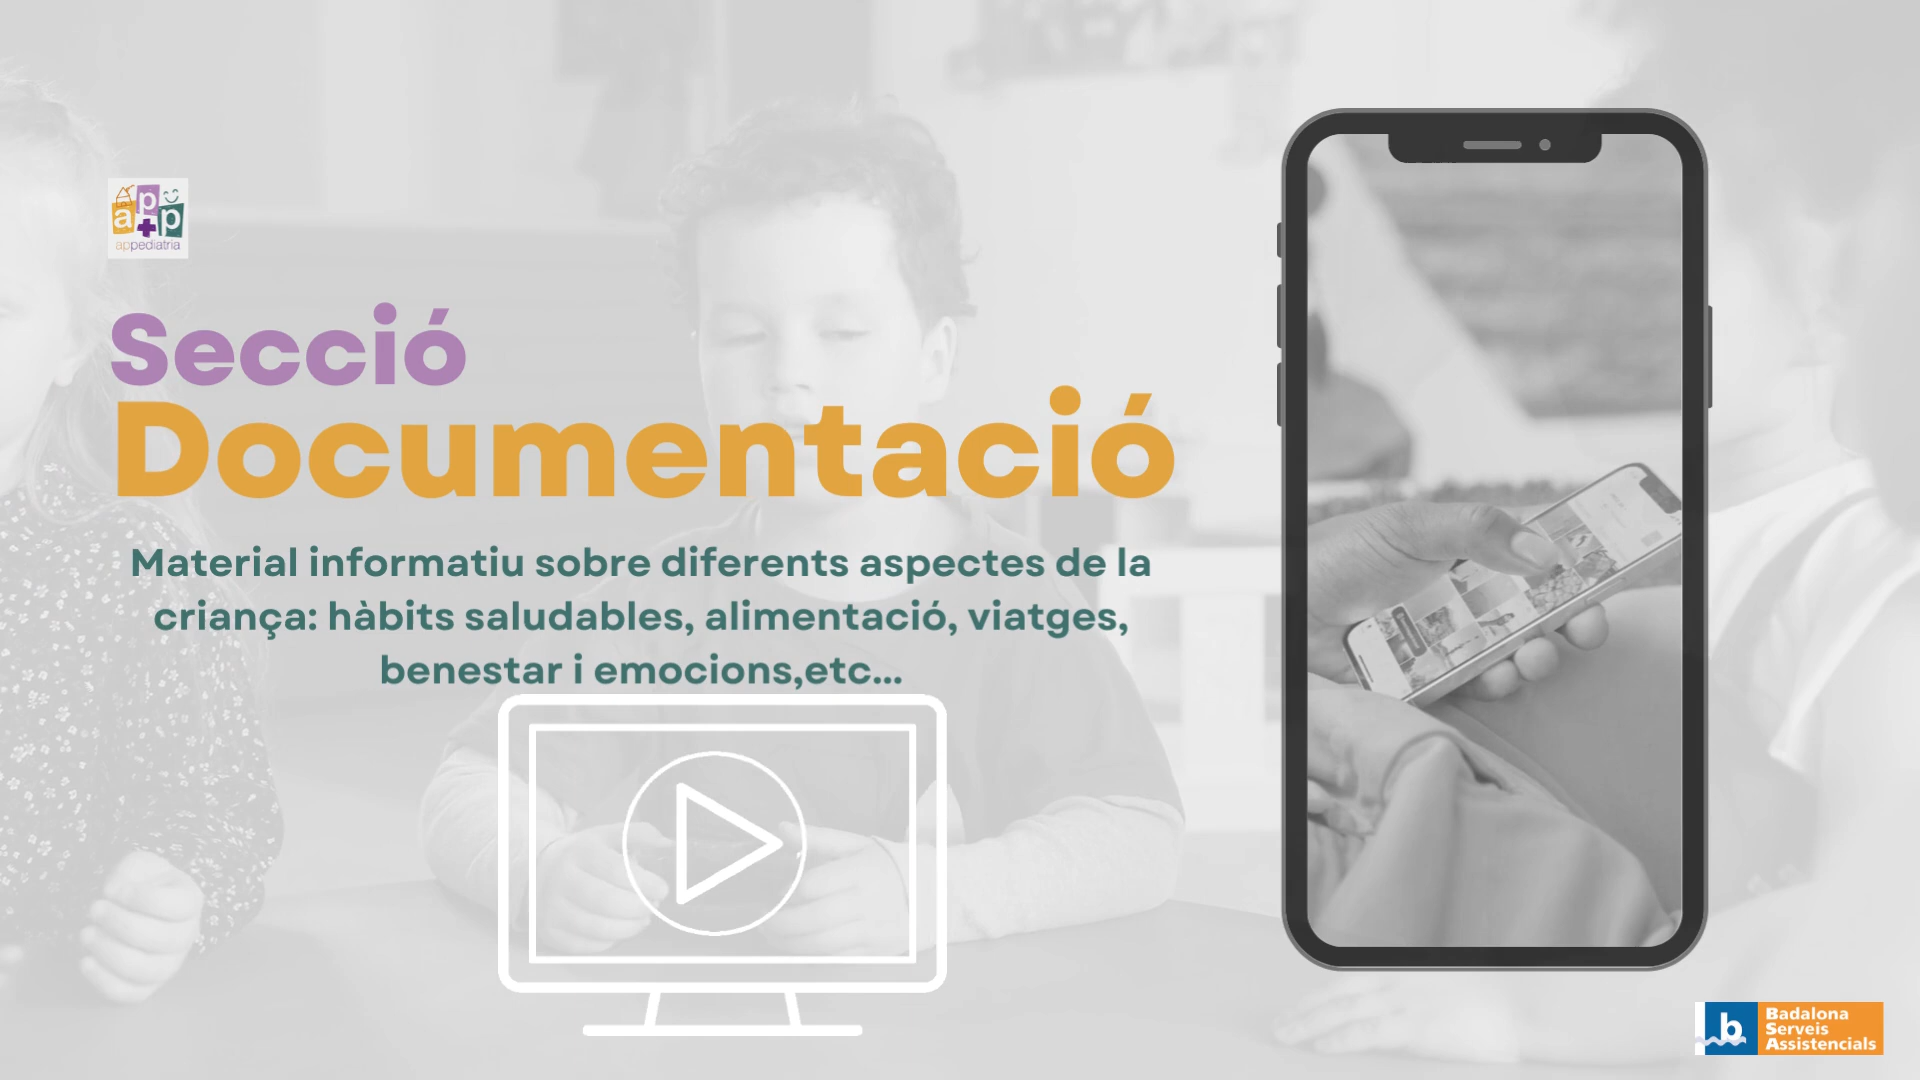 app
appediatria
Secció
Documentació
Material informatiu sobre diferents aspectes de la
criança: hàbits saludables, alimentació, viatges,
benestar i emocions,etc...
b
Badalona
Serveis
Assistencials